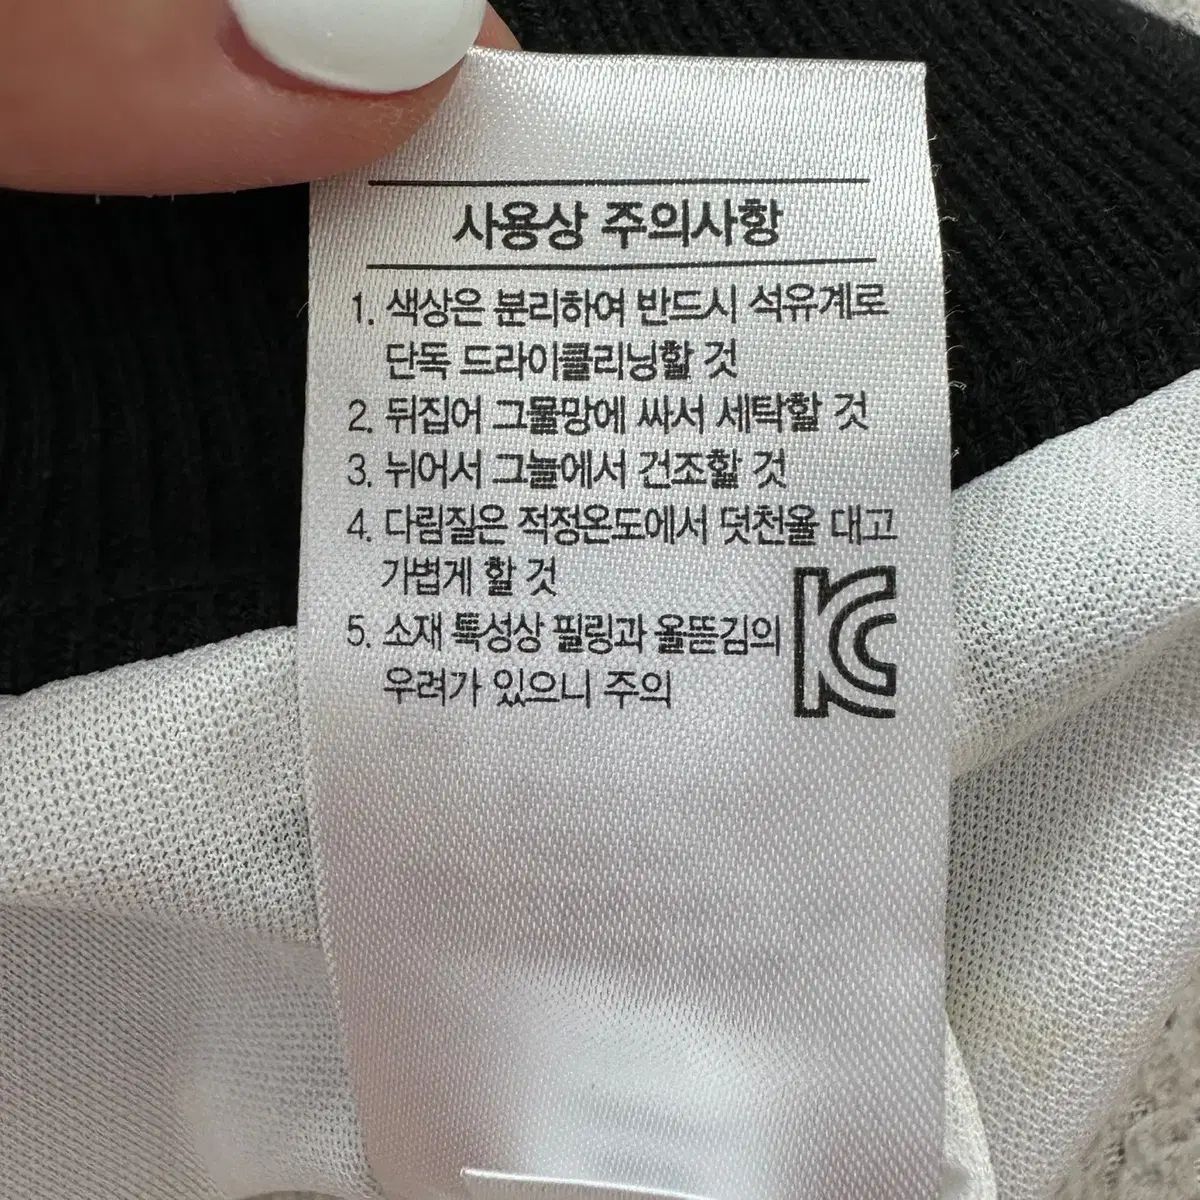 사용상 주의사항
1. 색상은 분리하여 반드시 석유계로
단독 드라이클리닝할 것
2. 뒤집어 그물망에 싸서 세탁할 것
3. 뉘어서 그늘에서 건조할 것
4. 다림질은 적정온도에서 덧천을 대고
가볍게 할 것
5. 소재 특성상 필링과 올뜯김의
우려가 있으니 주의
KC